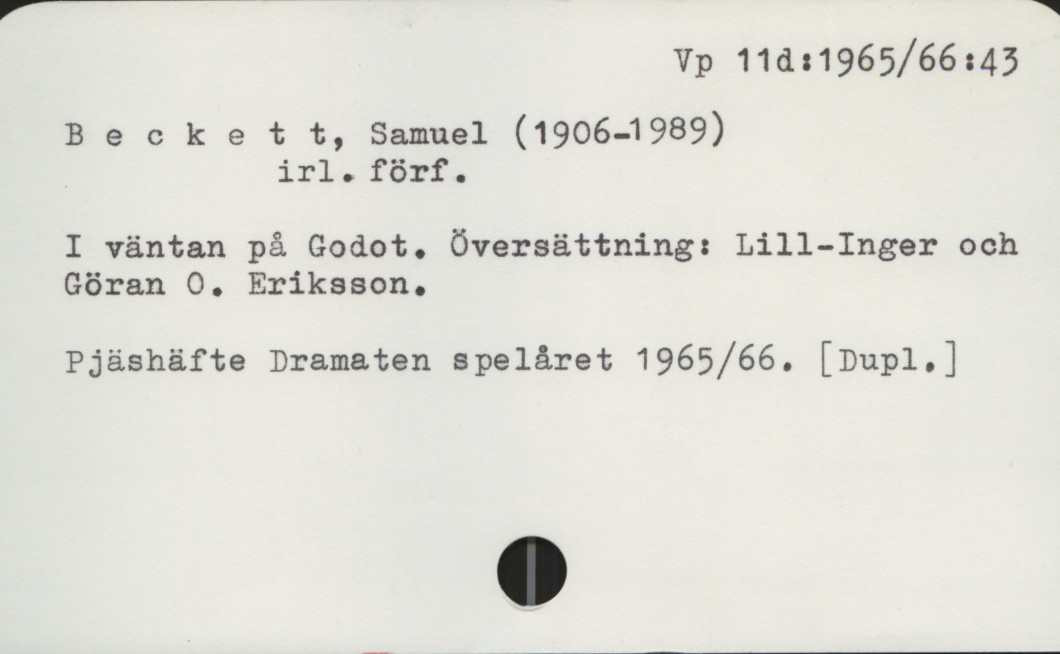 Vp 11d:1965/66:43
B e c k e t t, Samuel (1906-1989)
irl. förf.
I väntan på Godot. Översättning: Lill-Inger och
Göran O. Eriksson.
Pjäshäfte Dramaten spelåret 1965/66. [Dupl.]